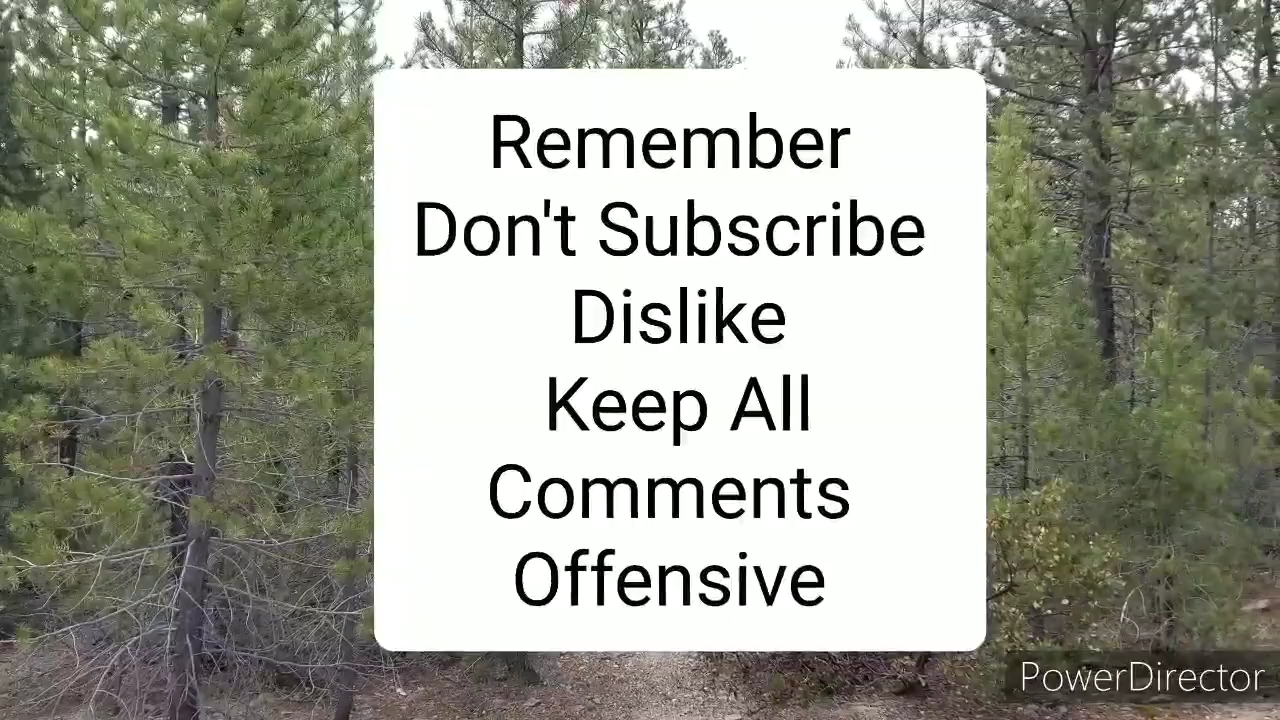 Remember
Don't Subscribe
Dislike
Keep All
Comments
Offensive
PowerDirector